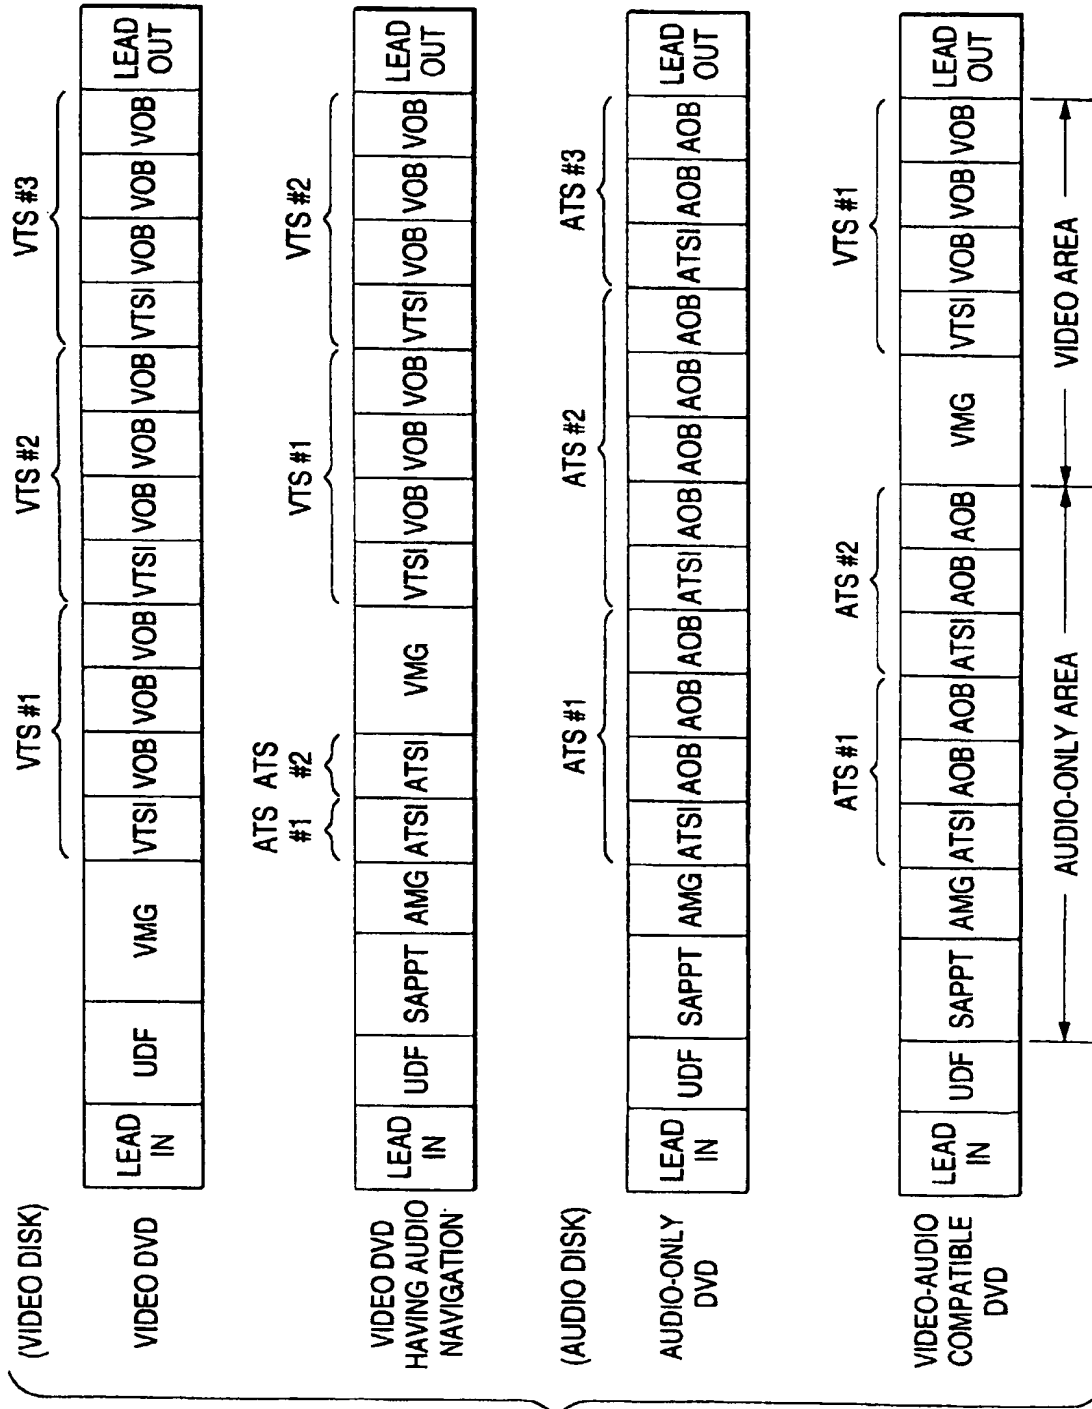 (VIDEO DISK)
VTS #1 VTS #2 VTS #3
VIDEO DVD
LEAD IN UDF VMG VTSI VOB VOB VOB VTSI VOB VOB VOB VTSI VOB VOB VOB LEAD OUT
ATS #1 ATS #2 VTS #1 VTS #2
VIDEO DVD
HAVING AUDIO
NAVIGATION
LEAD IN UDF SAPPT AMG ATSI ATSI VMG VTSI VOB VOB VOB VTSI VOB VOB VOB LEAD OUT
(AUDIO DISK)
ATS #1 ATS #2 ATS #3
AUDIO-ONLY
DVD
LEAD IN UDF SAPPT AMG ATSI AOB AOB AOB ATSI AOB AOB AOB AOB ATSI AOB AOB LEAD OUT
ATS #1 ATS #2 VTS #1
VIDEO-AUDIO
COMPATIBLE
DVD
LEAD IN UDF SAPPT AMG ATSI AOB AOB ATSI AOB AOB VMG VTSI VOB VOB VOB LEAD OUT
AUDIO-ONLY AREA VIDEO AREA